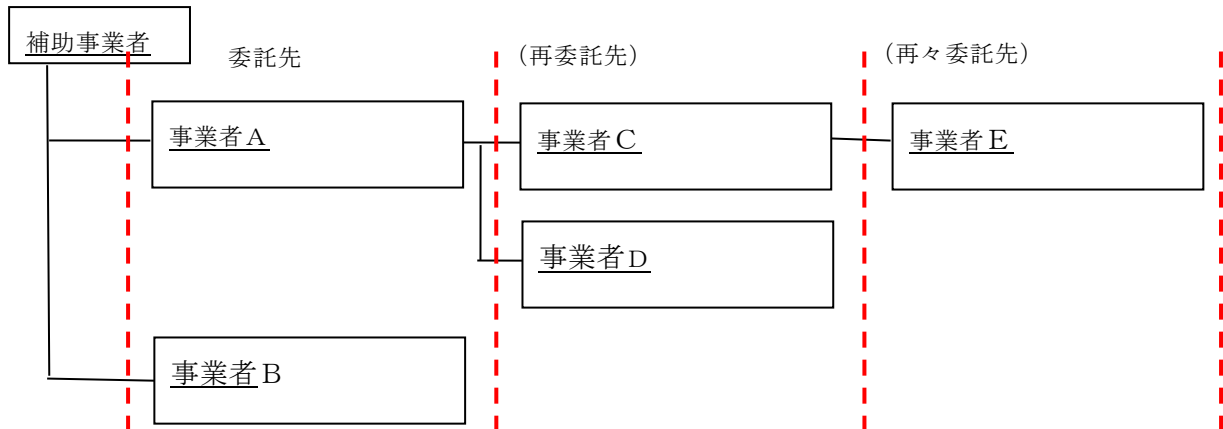 補助事業者
委託先
(再委託先)
(再々委託先)
事業者A
事業者C
事業者E
事業者D
事業者B